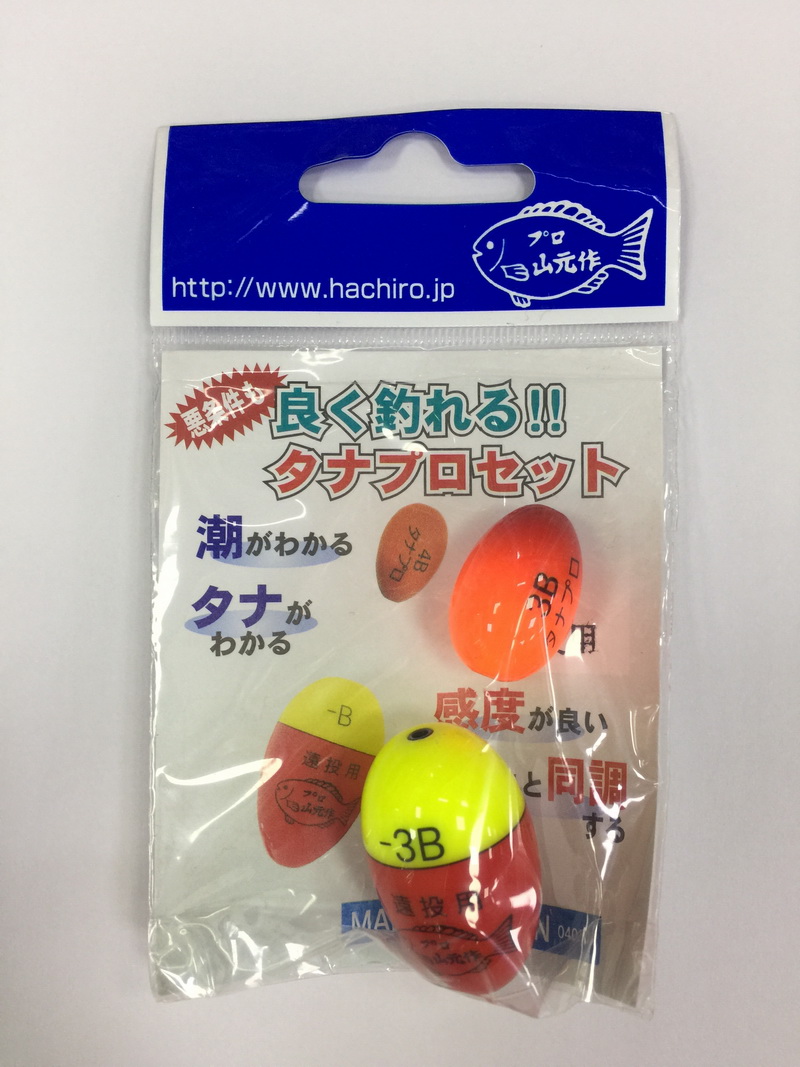 プロ
山元作
http://www.hachiro.jp
悪条件も
良く釣れる!!
タナプロセット
潮がわかる
4B
タナプロ
3B
タナプロ
用
タナが
わかる
-B
遠投用
プロ
山元作
感度が良い
と同調
する
-3B
遠投用
プロ
山元作
MA
N 040